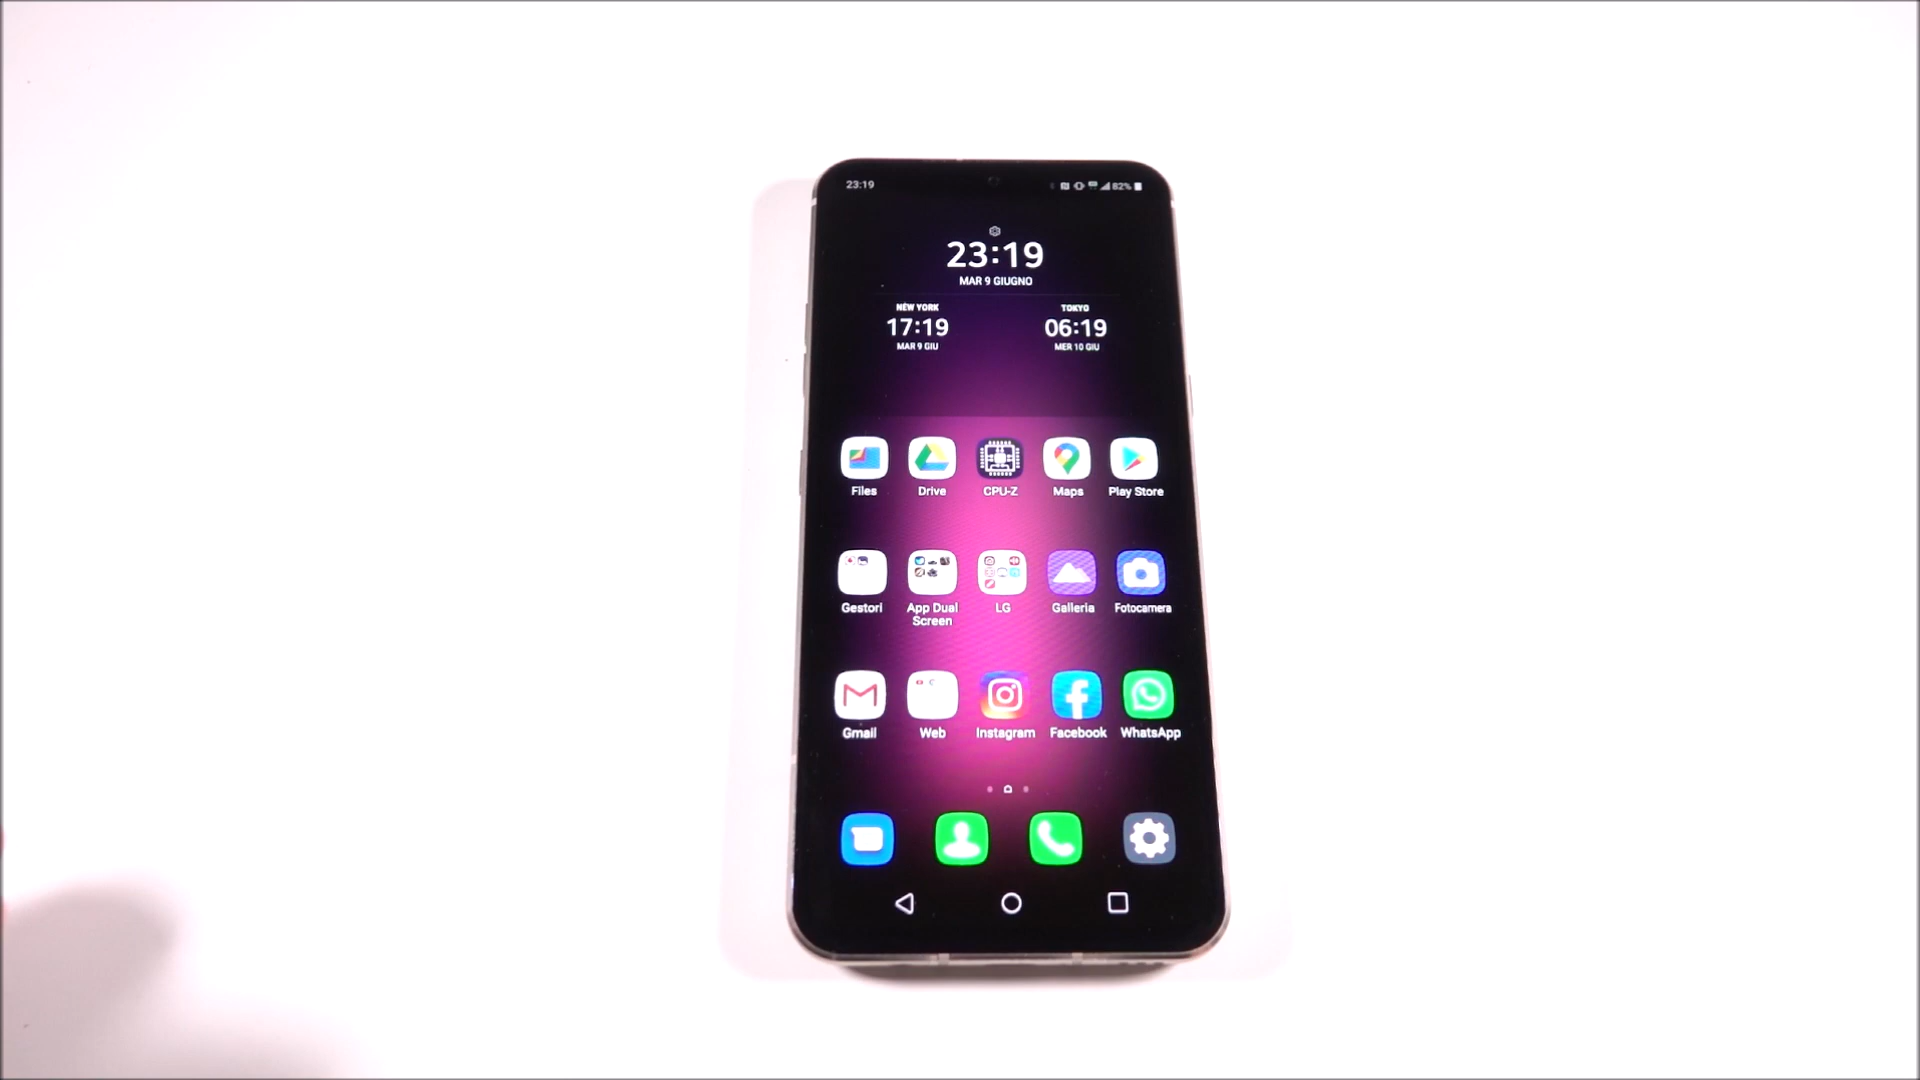 23:19
82%
23:19
MAR 9 GIUGNO
NEW YORK
TOKYO
17:19
06:19
MAR 9 GIU
MER 10 GIU
Files
Drive
CPU-Z
Maps
Play Store
Gestori
App Dual
Screen
LG
Galleria
Fotocamera
Gmail
Web
Instagram
Facebook
WhatsApp